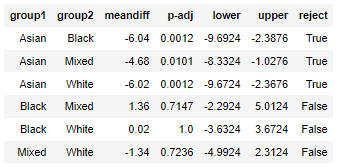 group1 group2 meandiff p-adj lower upper reject
Asian Black -6.04 0.0012 -9.6924 -2.3876 True
Asian Mixed -4.68 0.0101 -8.3324 -1.0276 True
Asian White -6.02 0.0012 -9.6724 -2.3676 True
Black Mixed 1.36 0.7147 -2.2924 5.0124 False
Black White 0.02 1.0 -3.6324 3.6724 False
Mixed White -1.34 0.7236 -4.9924 2.3124 False